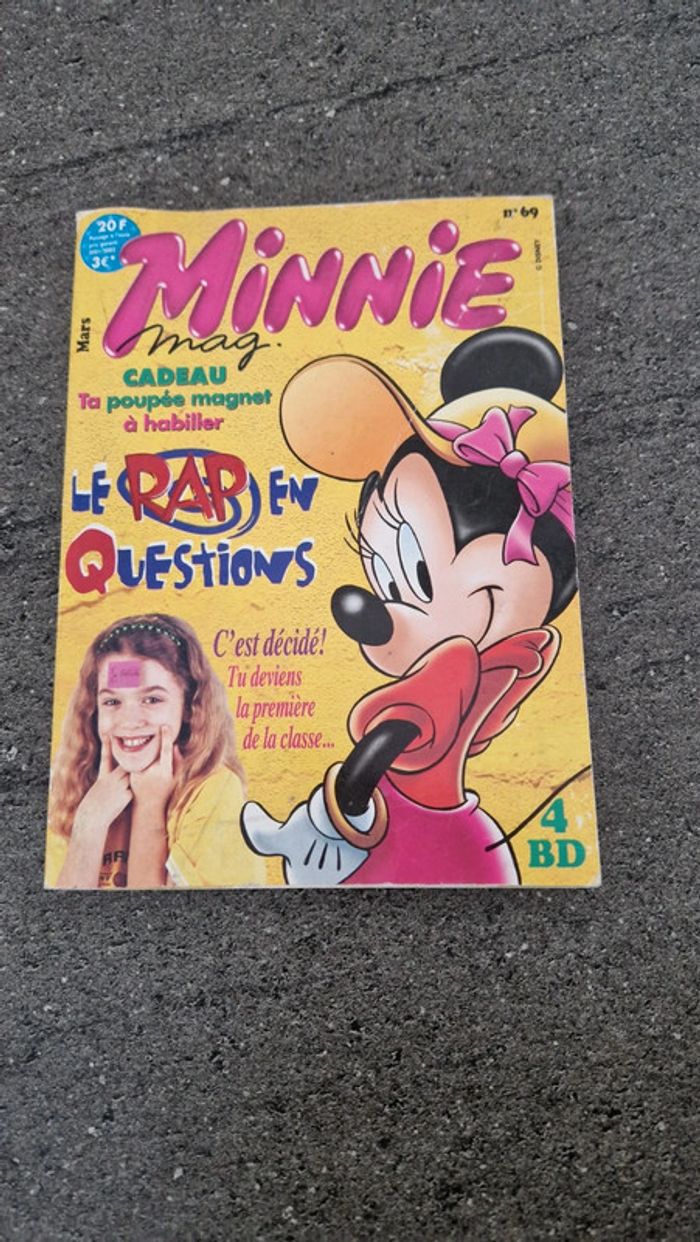 n° 69
20 F
3€*
MiNNiE
mag.
© DISNEY
Mars
CADEAU
Ta poupée magnet
à habiller
LE RAP EN
QUESTIONS
C'est décidé!
Tu deviens
la première
de la classe...
4
BD